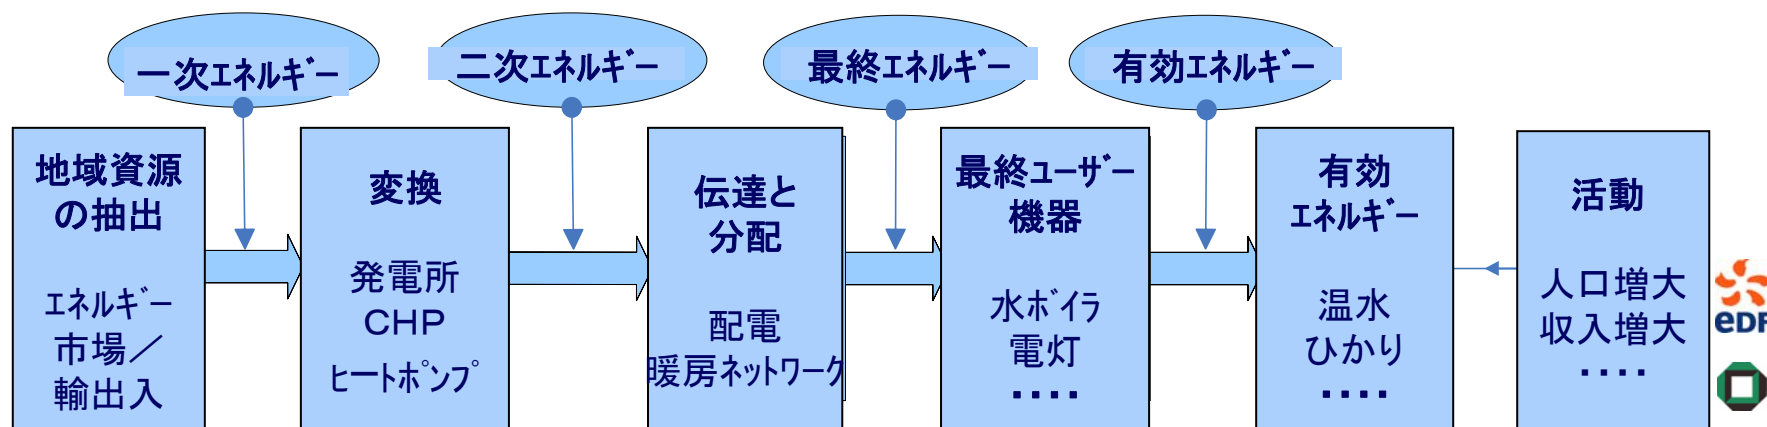 一次エネルギー
二次エネルギー
最終エネルギー
有効エネルギー
地域資源
の抽出
エネルギー
市場／
輸出入
変換
発電所
CHP
ヒートポンプ
伝達と
分配
配電
暖房ネットワーク
最終ユーザー
機器
水ボイラ
電灯
････
有効
エネルギー
温水
ひかり
････
活動
人口増大
収入増大
････
eDF